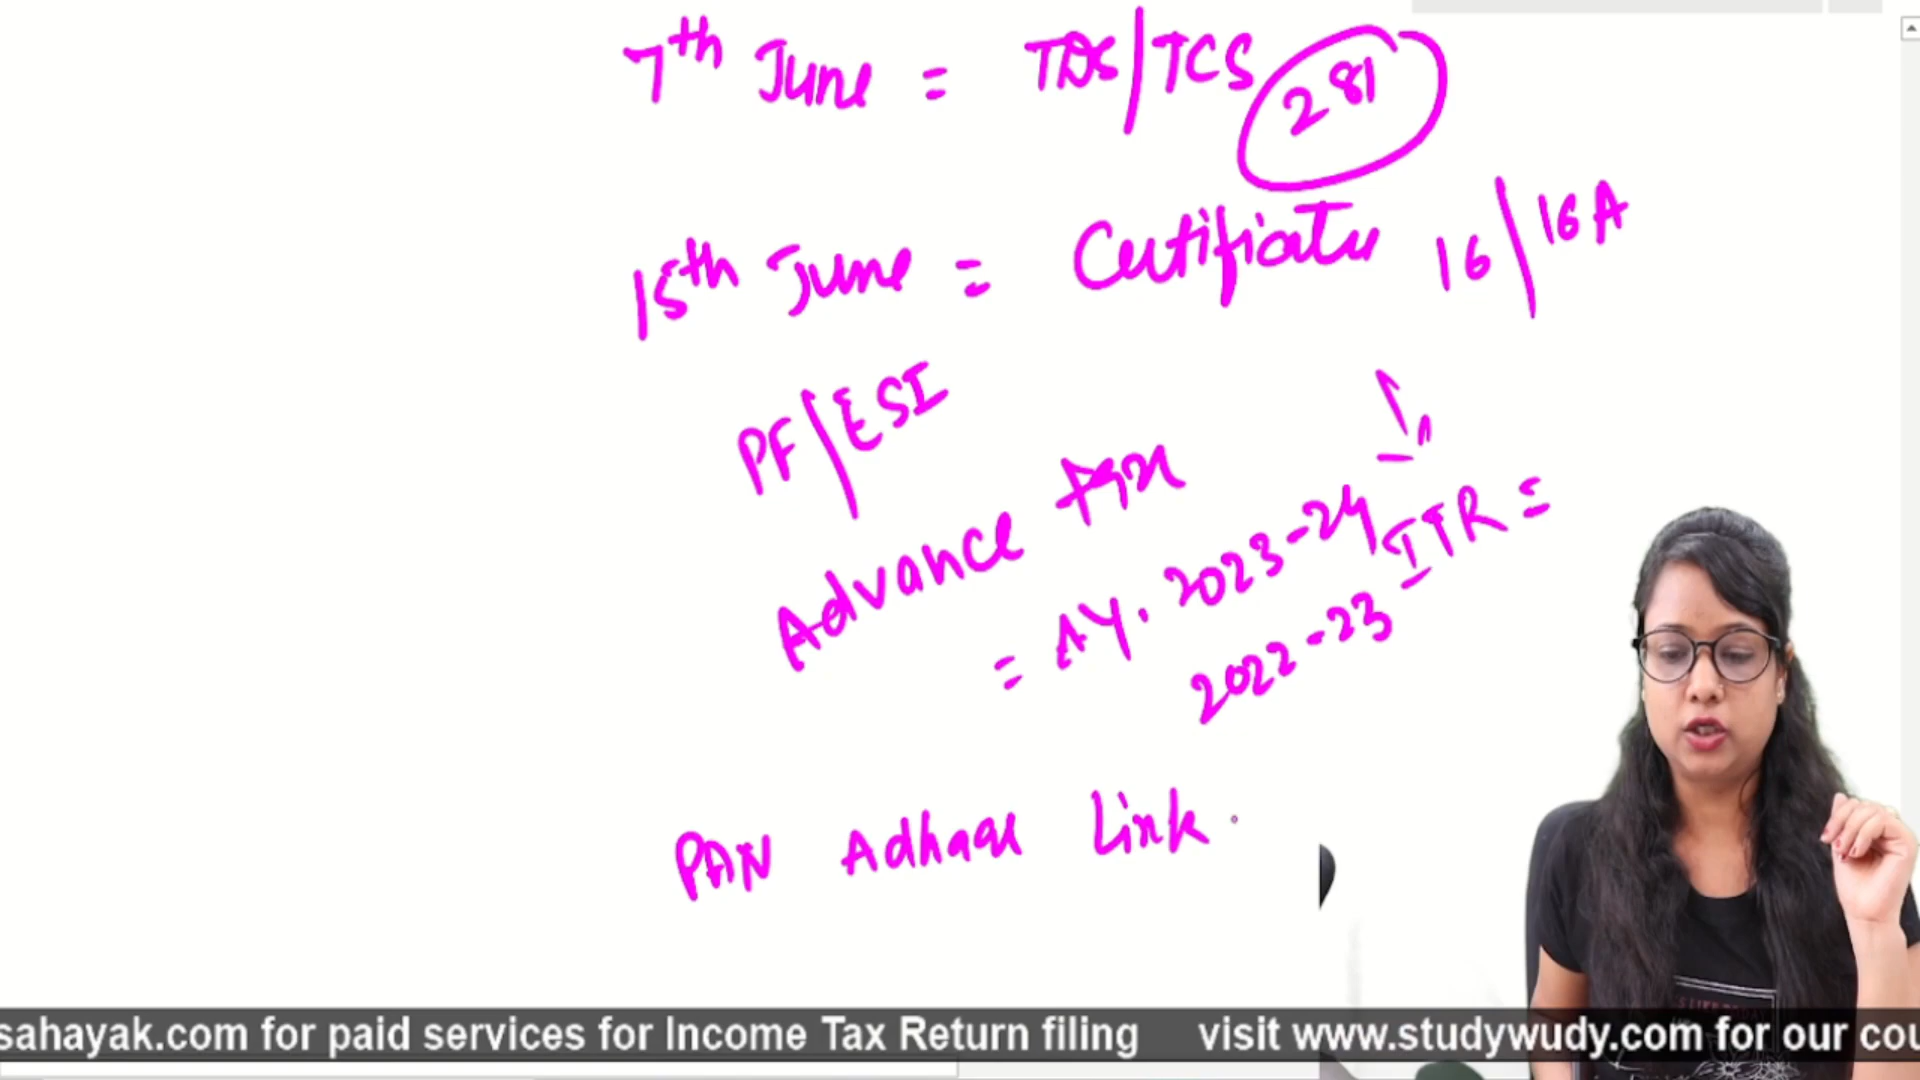 7th June = TDS/TCS 281
15th June = Certificate 16/16A
PF/ESI
Advance Tax
= AY. 2023-24 ITR =
2022-23
PAN Adhaar Link.
sahayak.com for paid services for Income Tax Return filing visit www.studywudy.com for our cou